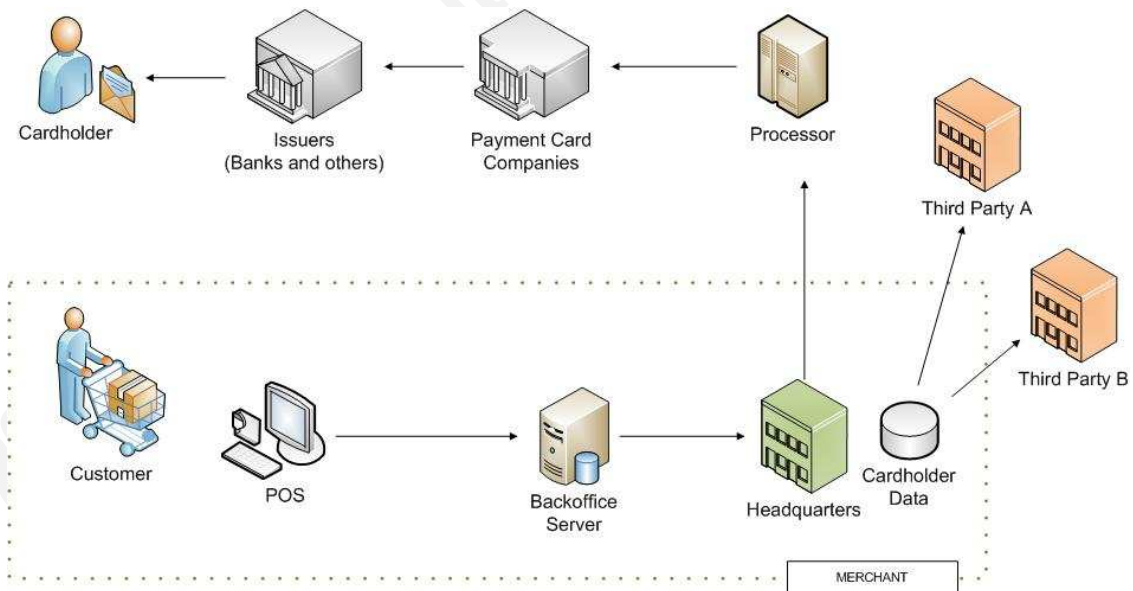 Cardholder
Issuers
(Banks and others)
Payment Card
Companies
Processor
Third Party A
Third Party B
Customer
POS
Backoffice
Server
Headquarters
Cardholder
Data
MERCHANT